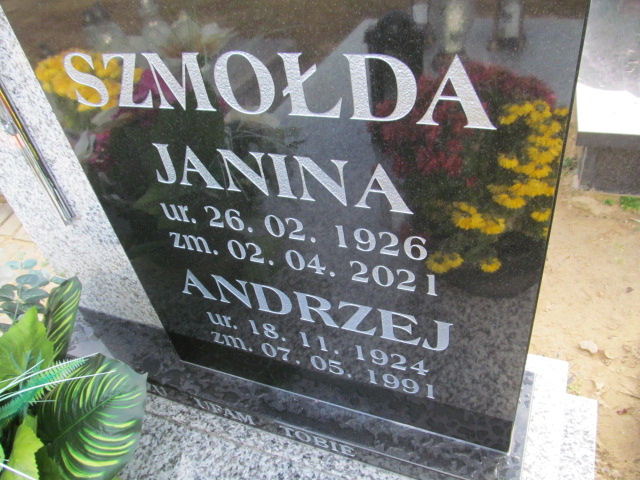 SZMOŁDA
JANINA
ur. 26. 02. 1926
zm. 02. 04. 2021
ANDRZEJ
ur. 18. 11. 1924
zm. 07. 05. 1991
UFAM TOBIE